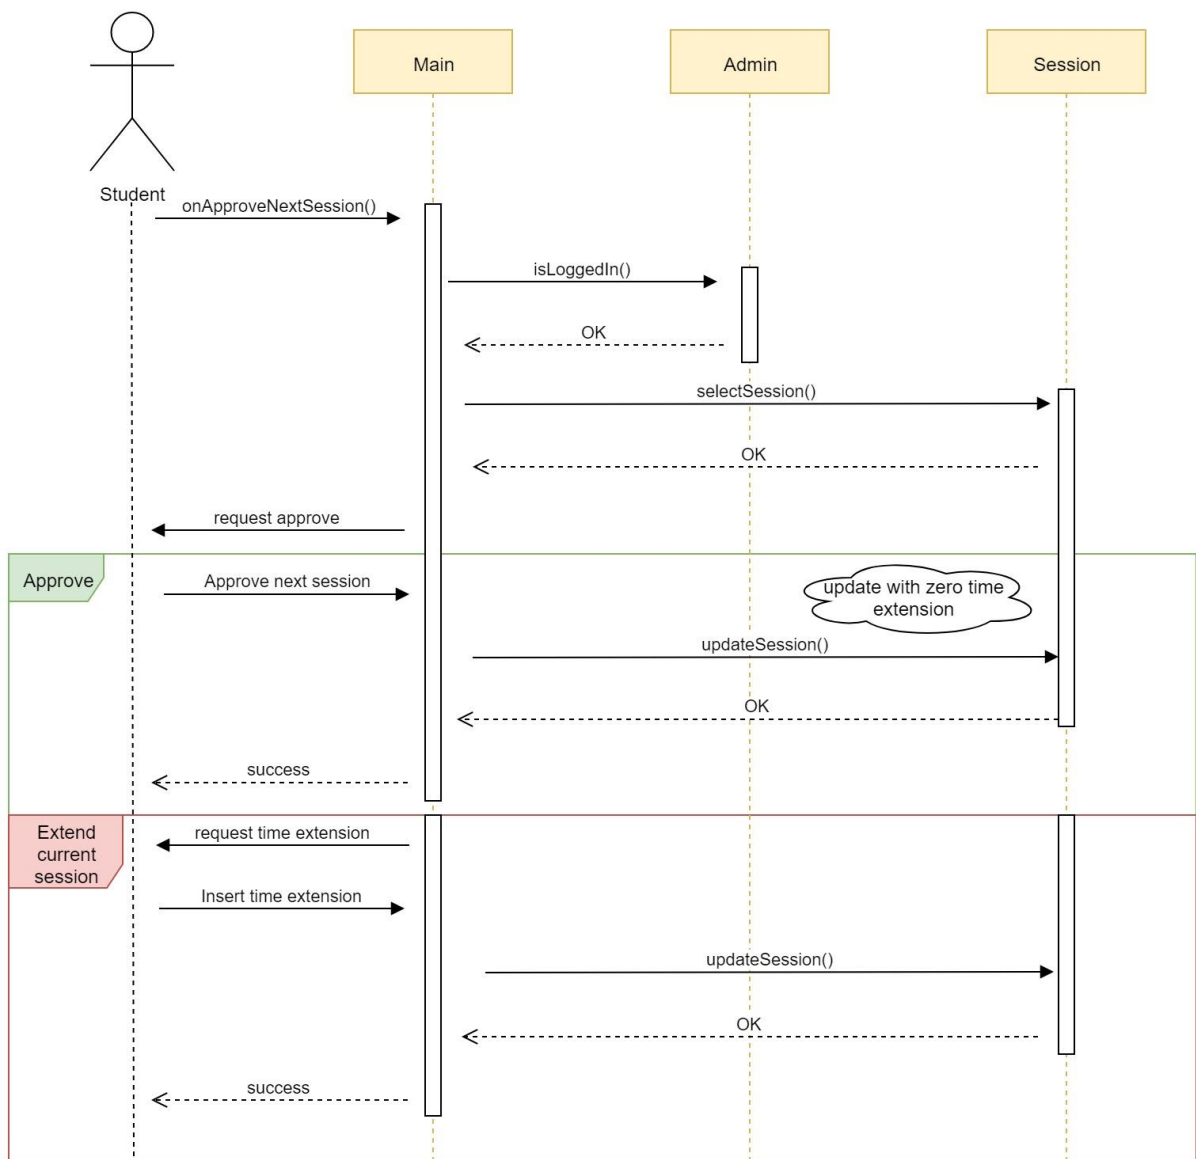 Main
Admin
Session
Student
onApproveNextSession()
isLoggedIn()
OK
selectSession()
OK
request approve
Approve
Approve next session
update with zero time
extension
updateSession()
OK
success
Extend
current
session
request time extension
Insert time extension
updateSession()
OK
success